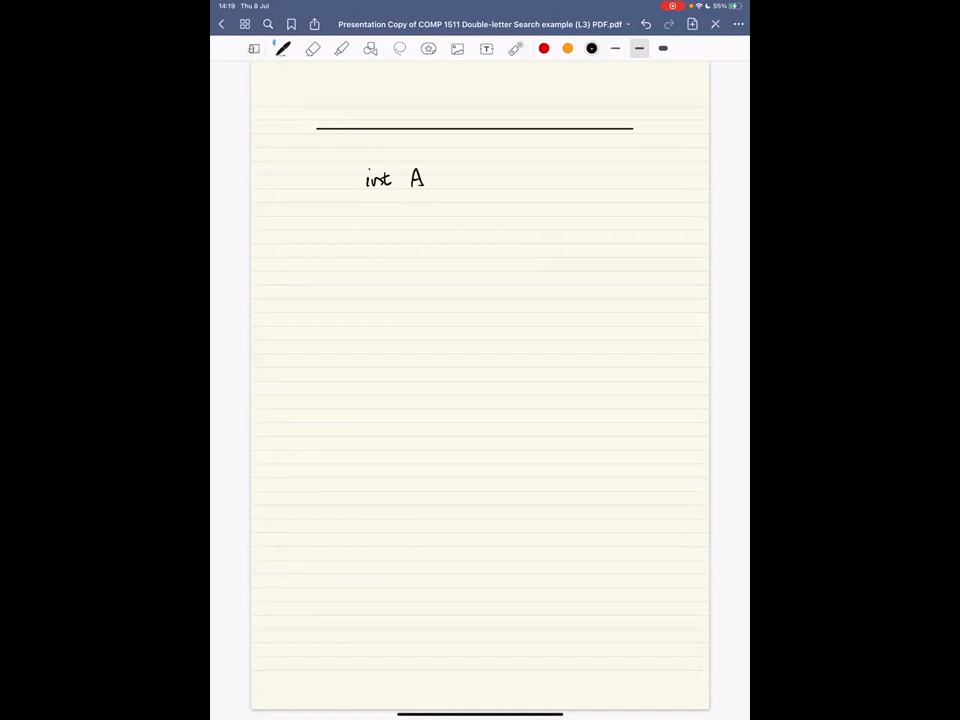 14:19 Thu 8 Jul 55%
Presentation Copy of COMP 1511 Double-letter Search example (L3) PDF.pdf
T
int A